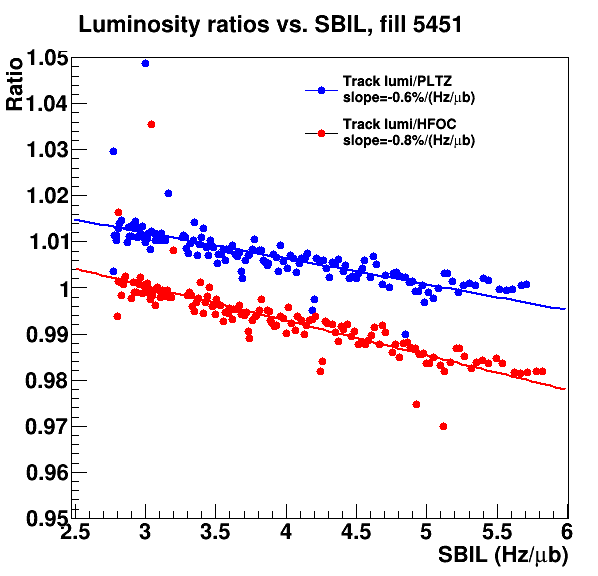 Luminosity ratios vs. SBIL, fill 5451
Ratio
1.05
1.04
1.03
1.02
1.01
1
0.99
0.98
0.97
0.96
0.95
Track lumi/PLTZ
slope=-0.6%/(Hz/μb)
Track lumi/HFOC
slope=-0.8%/(Hz/μb)
2.5 3 3.5 4 4.5 5 5.5 6
SBIL (Hz/μb)